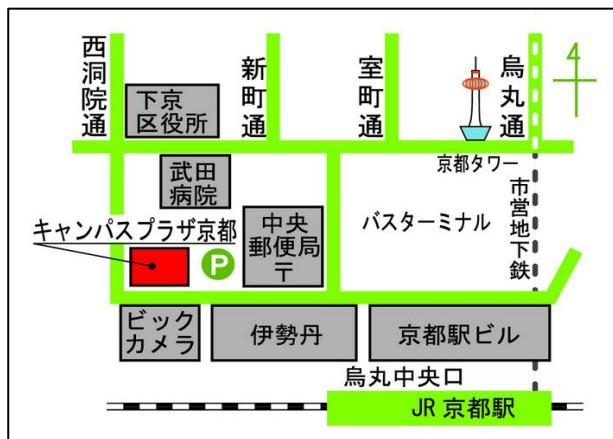 西洞院通
新町通
室町通
烏丸通
4
下京
区役所
京都タワー
武田
病院
市営地下鉄
キャンパスプラザ京都
P
中央
郵便局
〒
バスターミナル
ビック
カメラ
伊勢丹
京都駅ビル
烏丸中央口
JR京都駅